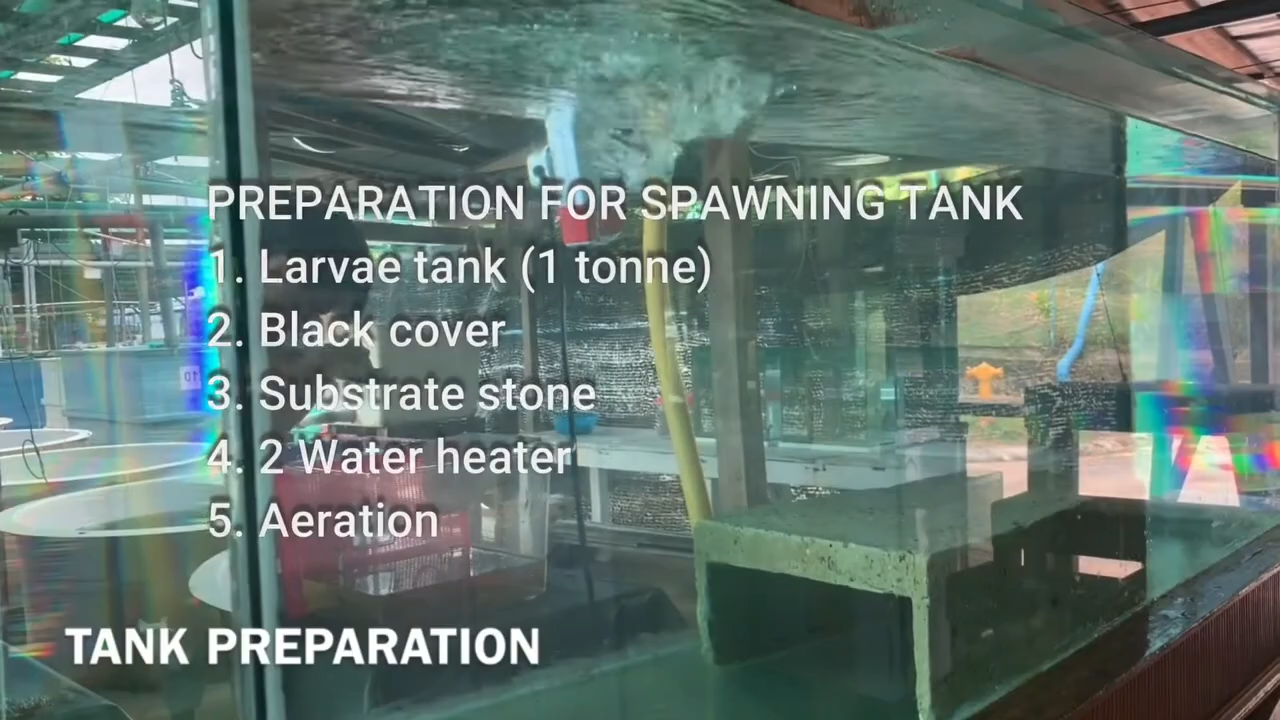 PREPARATION FOR SPAWNING TANK
1. Larvae tank (1 tonne)
2. Black cover
3. Substrate stone
4. 2 Water heater
5. Aeration
TANK PREPARATION